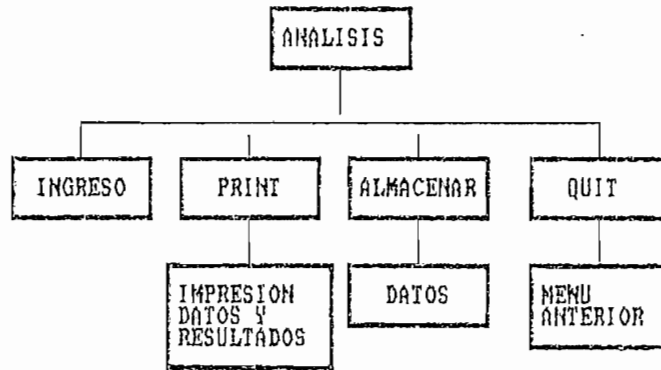 ANALISIS
INGRESO
PRINT
ALMACENAR
QUIT
IMPRESION
DATOS Y
RESULTADOS
DATOS
MENU
ANTERIOR